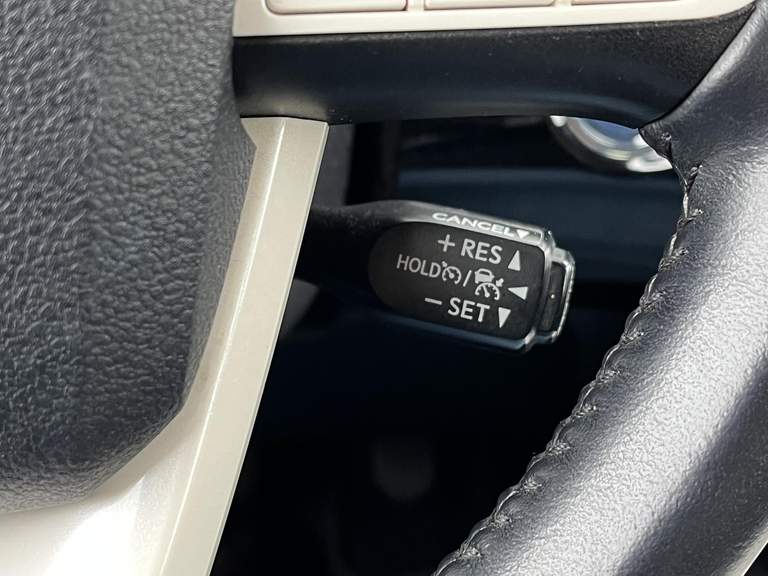 CANCEL▼
+ RES ▲
HOLD / ◀
− SET ▼